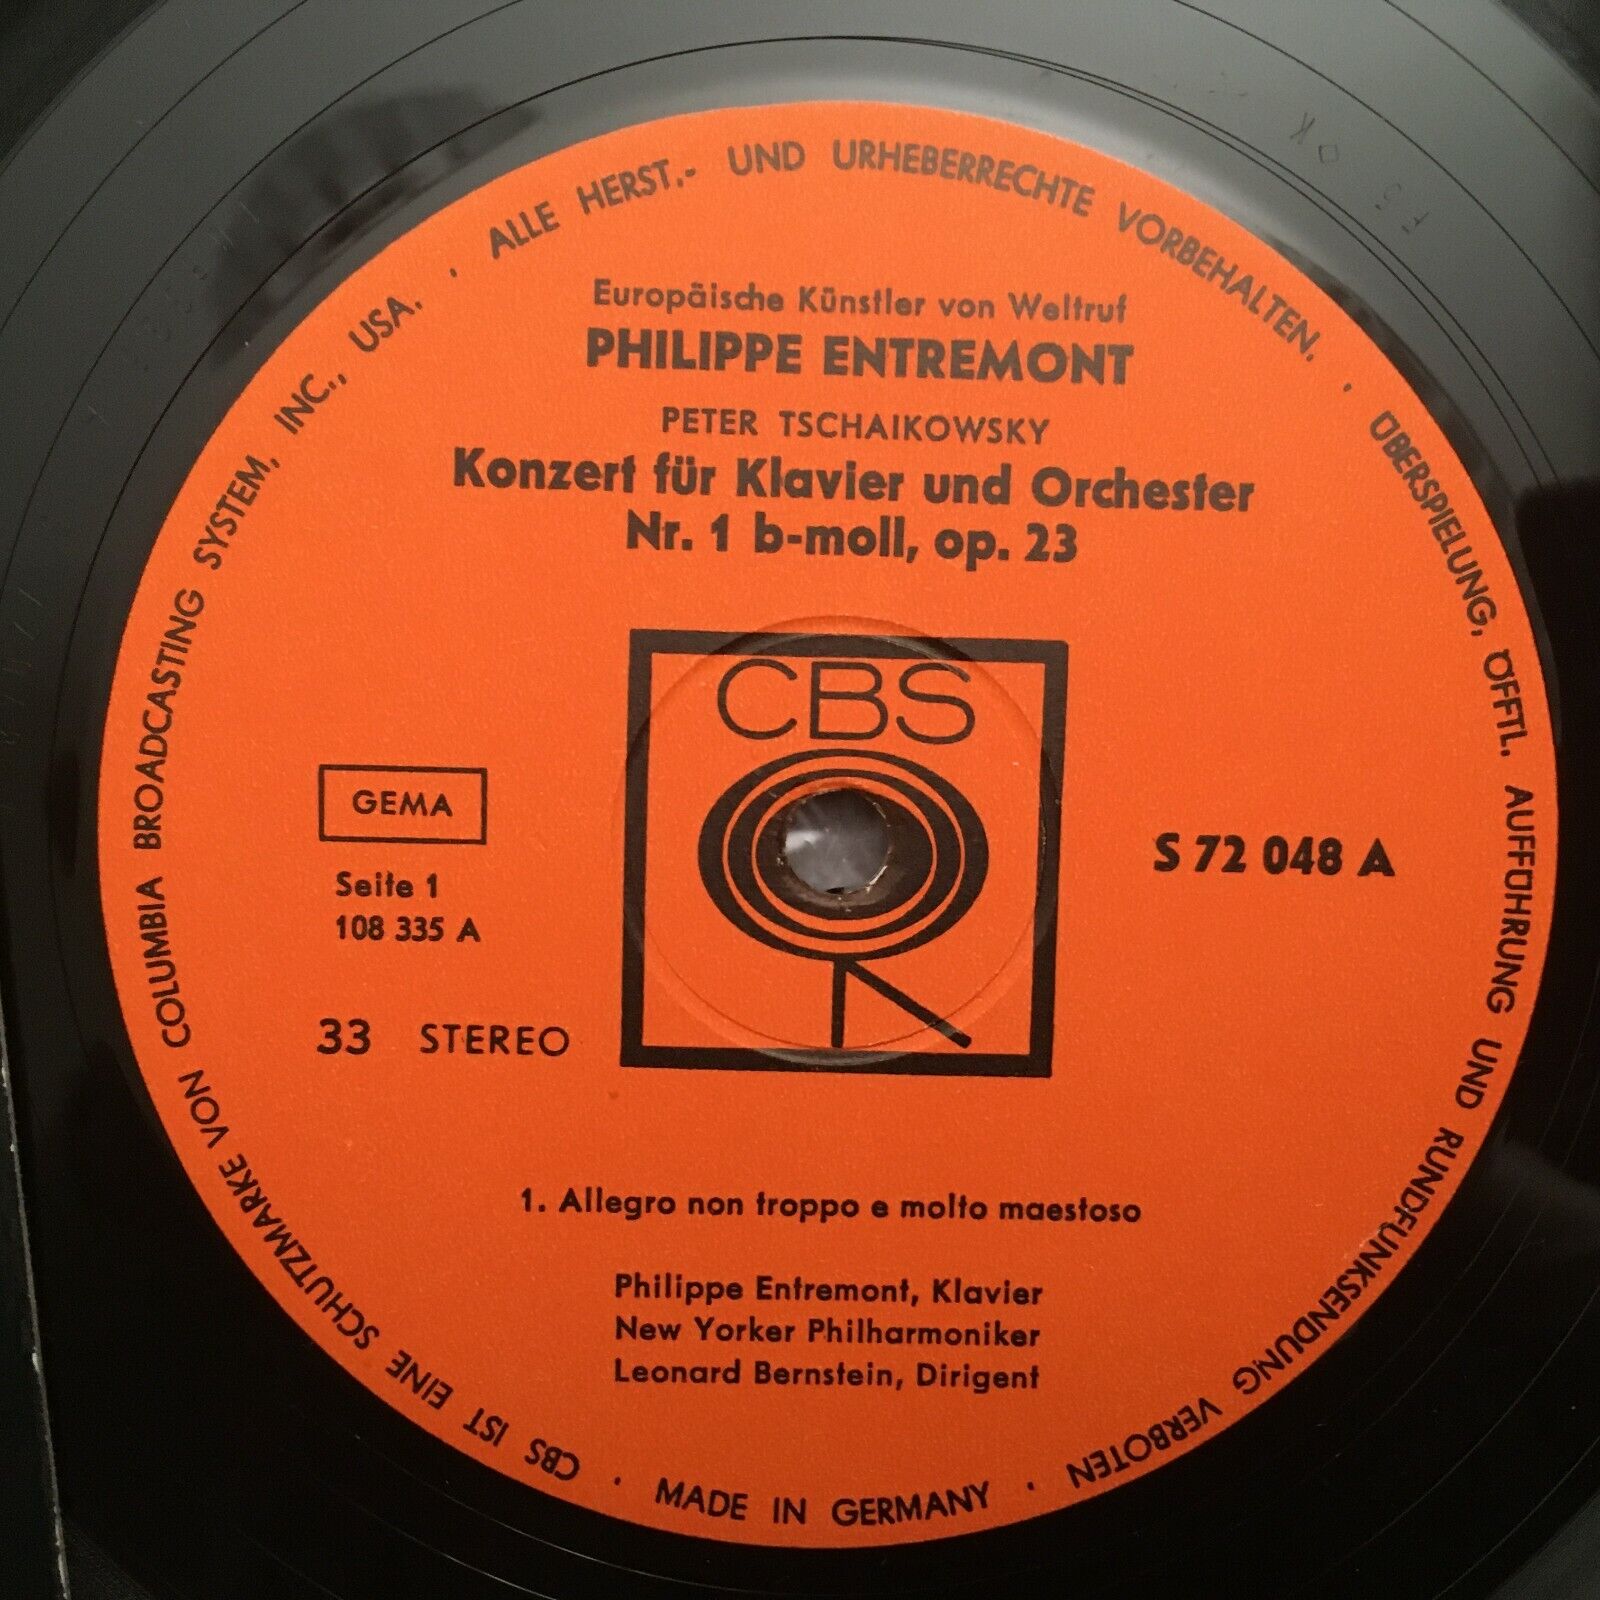 Europäische Künstler von Weltruf
PHILIPPE ENTREMONT
PETER TSCHAIKOWSKY
Konzert für Klavier und Orchester
Nr. 1 b-moll, op. 23
CBS
GEMA
Seite 1
108 335 A
S 72 048 A
33 STEREO
1. Allegro non troppo e molto maestoso
Philippe Entremont, Klavier
New Yorker Philharmoniker
Leonard Bernstein, Dirigent
· ALLE HERST.- UND URHEBERRECHTE VORBEHALTEN. · ÜBERSPIELUNG, ÖFFTL. AUFFÜHRUNG UND RUNDFUNKSENDUNG VERBOTEN · MADE IN GERMANY · CBS IST EINE SCHUTZMARKE VON COLUMBIA BROADCASTING SYSTEM, INC., USA.
OK